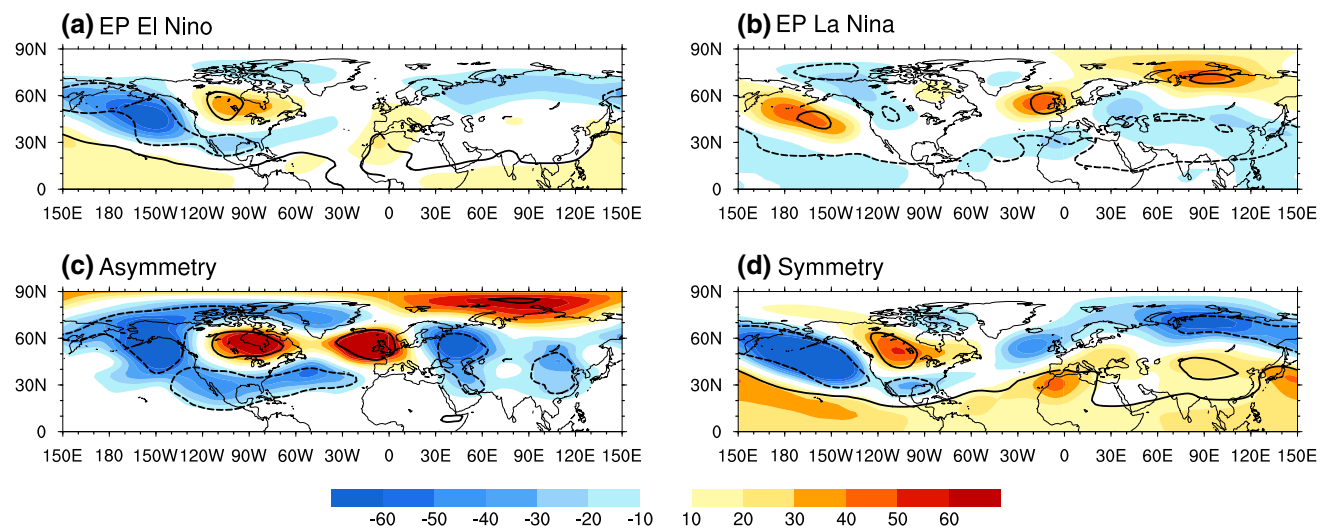 (a) EP El Nino
(b) EP La Nina
90N
60N
30N
0
150E 180 150W 120W 90W 60W 30W 0 30E 60E 90E 120E 150E
90N
60N
30N
0
150E 180 150W 120W 90W 60W 30W 0 30E 60E 90E 120E 150E
(c) Asymmetry
(d) Symmetry
90N
60N
30N
0
150E 180 150W 120W 90W 60W 30W 0 30E 60E 90E 120E 150E
90N
60N
30N
0
150E 180 150W 120W 90W 60W 30W 0 30E 60E 90E 120E 150E
-60 -50 -40 -30 -20 -10 10 20 30 40 50 60